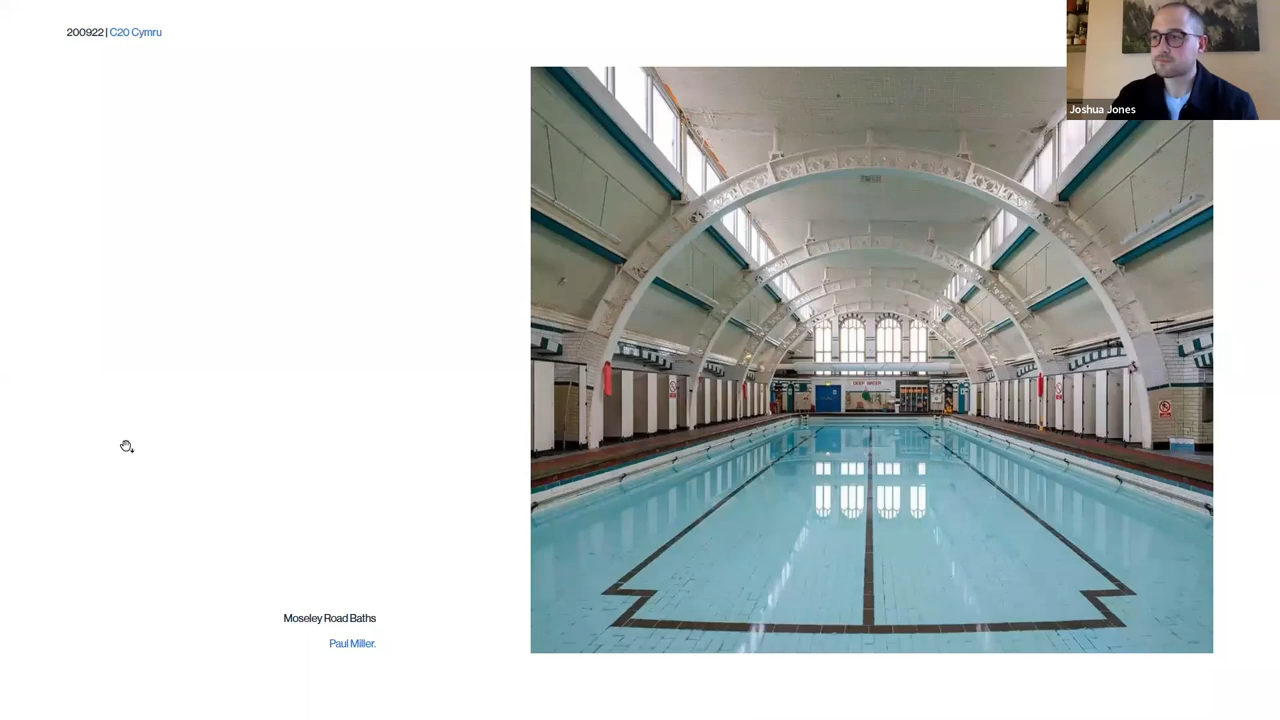 200922 | C20 Cymru
Joshua Jones
DEEP WATER
Moseley Road Baths
Paul Miller.